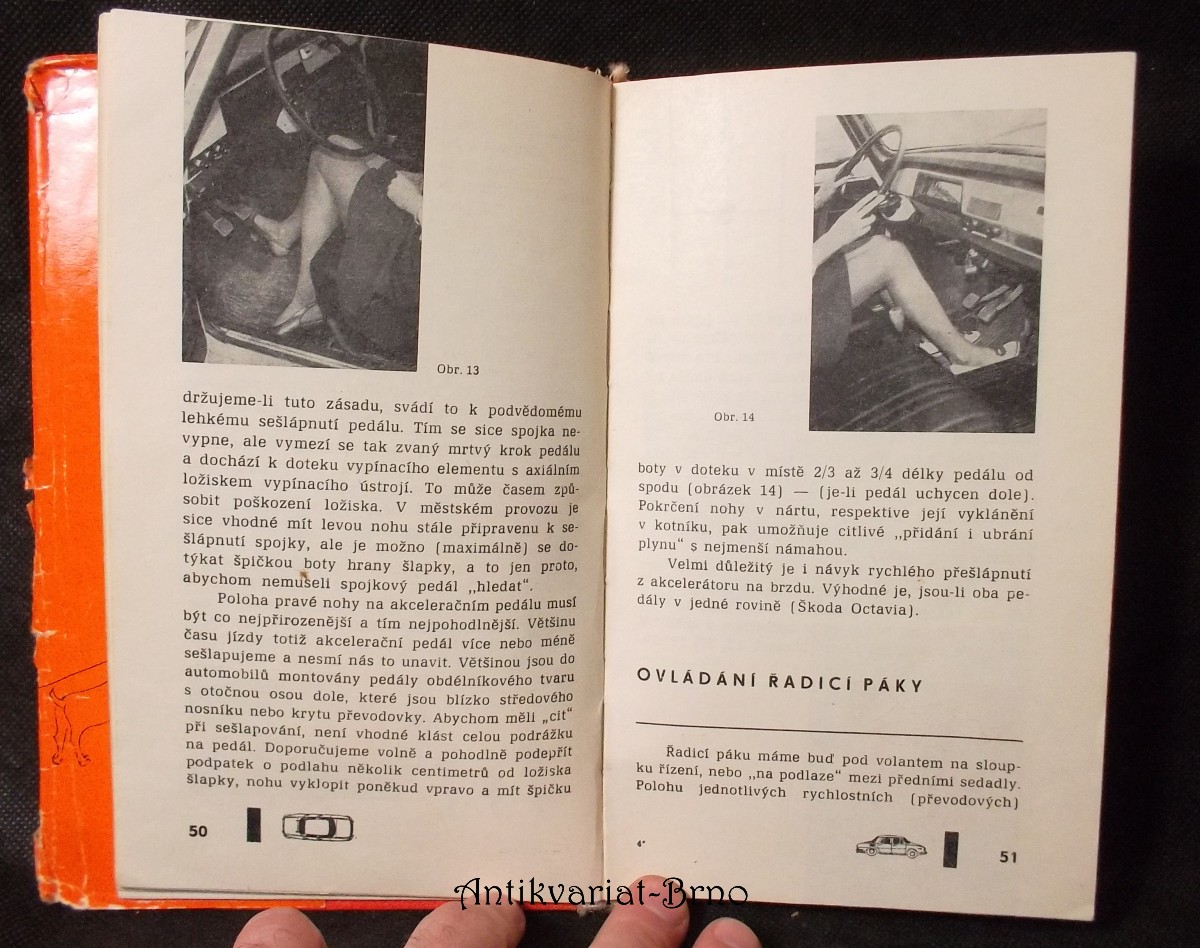 Obr. 13
držujeme-li tuto zásadu, svádí to k podvědomému
lehkému sešlápnutí pedálu. Tím se sice spojka ne-
vypne, ale vymezí se tak zvaný mrtvý krok pedálu
a dochází k doteku vypínacího elementu s axiálním
ložiskem vypínacího ústrojí. To může časem způ-
sobit poškození ložiska. V městském provozu je
sice vhodné mít levou nohu stále připravenu k se-
šlápnutí spojky, ale je možno (maximálně) se do-
týkat špičkou boty hrany šlapky, a to jen proto,
abychom nemuseli spojkový pedál „hledat“.
Poloha pravé nohy na akceleračním pedálu musí
být co nejpřirozenější a tím nejpohodlnější. Většinu
času jízdy totiž akcelerační pedál více nebo méně
sešlapujeme a nesmí nás to unavit. Většinou jsou do
automobilů montovány pedály obdélníkového tvaru
s otočnou osou dole, které jsou blízko středového
nosníku nebo krytu převodovky. Abychom měli „cit“
při sešlapování, není vhodné klást celou podrážku
na pedál. Doporučujeme volně a pohodlně podepřít
podpatek o podlahu několik centimetrů od ložiska
šlapky, nohu vyklopit poněkud vpravo a mít špičku
50
Obr. 14
boty v doteku v místě 2/3 až 3/4 délky pedálu od
spodu (obrázek 14) — (je-li pedál uchycen dole).
Pokrčení nohy v nártu, respektive její vyklánění
v kotníku, pak umožňuje citlivé „přidání i ubrání
plynu“ s nejmenší námahou.
Velmi důležitý je i návyk rychlého přešlápnutí
z akcelerátoru na brzdu. Výhodné je, jsou-li oba pe-
dály v jedné rovině (Škoda Octavia).
OVLÁDÁNÍ ŘADICÍ PÁKY
Řadicí páku máme buď pod volantem na sloup-
ku řízení, nebo „na podlaze“ mezi předními sedadly.
Polohu jednotlivých rychlostních (převodových)
4*
51
Antikvariat-Brno